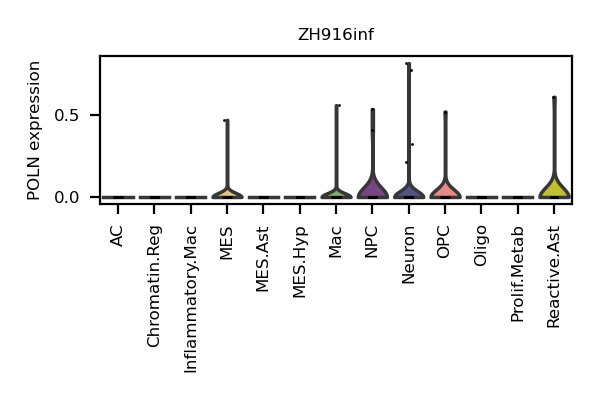 ZH916inf
POLN expression
0.5
0.0
AC
Chromatin.Reg
Inflammatory.Mac
MES
MES.Ast
MES.Hyp
Mac
NPC
Neuron
OPC
Oligo
Prolif.Metab
Reactive.Ast